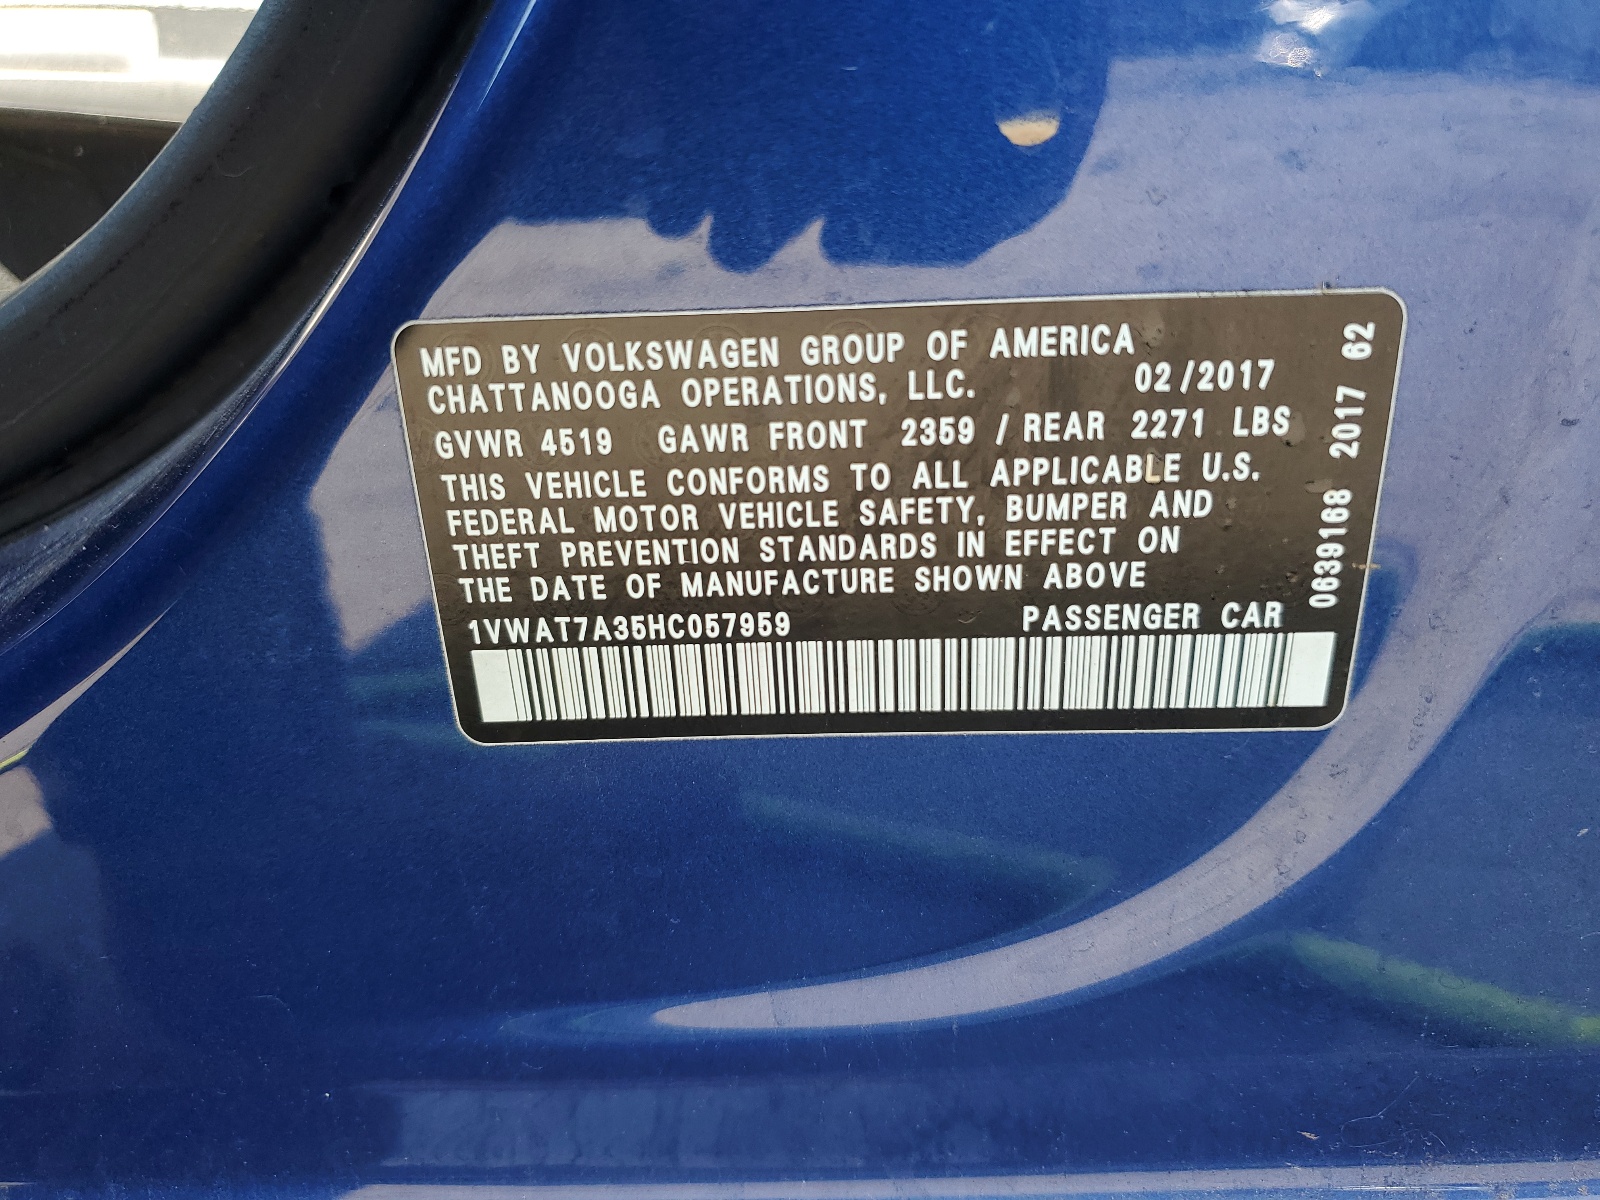 MFD BY VOLKSWAGEN GROUP OF AMERICA
CHATTANOOGA OPERATIONS, LLC. 02/2017
GVWR 4519 GAWR FRONT 2359 / REAR 2271 LBS
THIS VEHICLE CONFORMS TO ALL APPLICABLE U.S.
FEDERAL MOTOR VEHICLE SAFETY, BUMPER AND
THEFT PREVENTION STANDARDS IN EFFECT ON
THE DATE OF MANUFACTURE SHOWN ABOVE
1VWAT7A35HC057959 PASSENGER CAR
0639168 2017 62